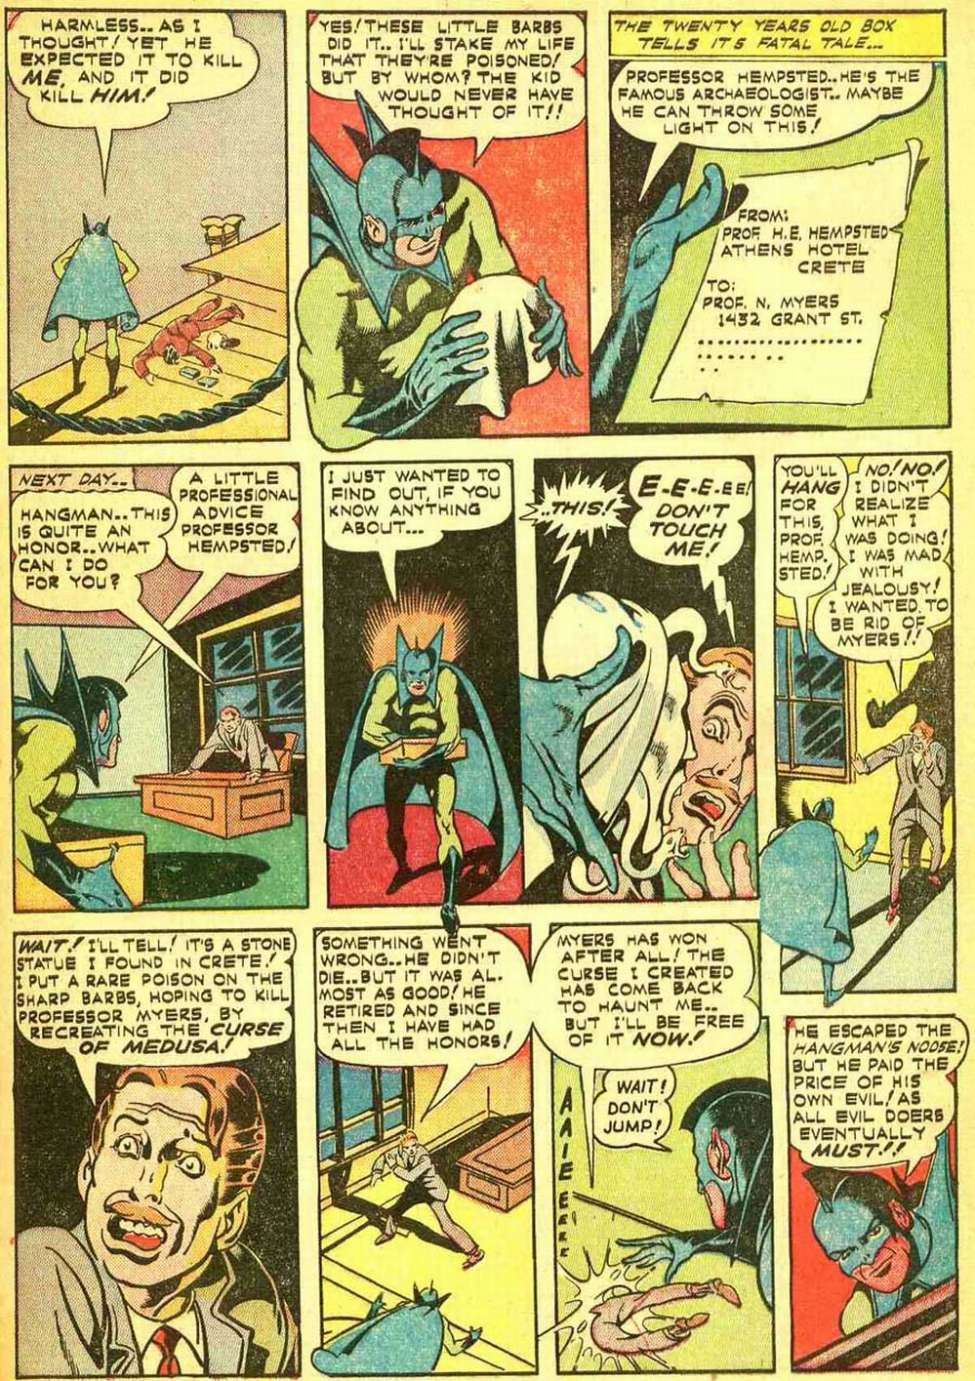 HARMLESS.. AS I
THOUGHT! YET HE
EXPECTED IT TO KILL
ME, AND IT DID
KILL HIM!
YES! THESE LITTLE BARBS
DID IT.. I'LL STAKE MY LIFE
THAT THEY'RE POISONED!
BUT BY WHOM? THE KID
WOULD NEVER HAVE
THOUGHT OF IT!!
THE TWENTY YEARS OLD BOX
TELLS ITS FATAL TALE...
PROFESSOR HEMPSTED.. HE'S THE
FAMOUS ARCHAEOLOGIST.. MAYBE
HE CAN THROW SOME
LIGHT ON THIS!
FROM:
PROF. H.E. HEMPSTED
ATHENS HOTEL
CRETE
TO:
PROF. N. MYERS
1432 GRANT ST.
NEXT DAY..
HANGMAN.. THIS
IS QUITE AN
HONOR.. WHAT
CAN I DO
FOR YOU?
A LITTLE
PROFESSIONAL
ADVICE
PROFESSOR
HEMPSTED!
I JUST WANTED TO
FIND OUT, IF YOU
KNOW ANYTHING
ABOUT...
..THIS!
E-E-E-EE!
DON'T
TOUCH
ME!
YOU'LL
HANG
FOR
THIS,
PROF.
HEMP-
STED!
NO! NO!
I DIDN'T
REALIZE
WHAT I
WAS DOING!
I WAS MAD
WITH
JEALOUSY!
I WANTED TO
BE RID OF
MYERS!!
WAIT! I'LL TELL! IT'S A STONE
STATUE I FOUND IN CRETE!
I PUT A RARE POISON ON THE
SHARP BARBS, HOPING TO KILL
PROFESSOR MYERS, BY
RECREATING THE CURSE
OF MEDUSA!
SOMETHING WENT
WRONG.. HE DIDN'T
DIE.. BUT IT WAS AL-
MOST AS GOOD! HE
RETIRED AND SINCE
THEN I HAVE HAD
ALL THE HONORS!
MYERS HAS WON
AFTER ALL! THE
CURSE I CREATED
HAS COME BACK
TO HAUNT ME..
BUT I'LL BE FREE
OF IT NOW!
AAIEEEEE!
WAIT!
DON'T
JUMP!
HE ESCAPED THE
HANGMAN'S NOOSE!
BUT HE PAID THE
PRICE OF HIS
OWN EVIL! AS
ALL EVIL DOERS
EVENTUALLY
MUST!!